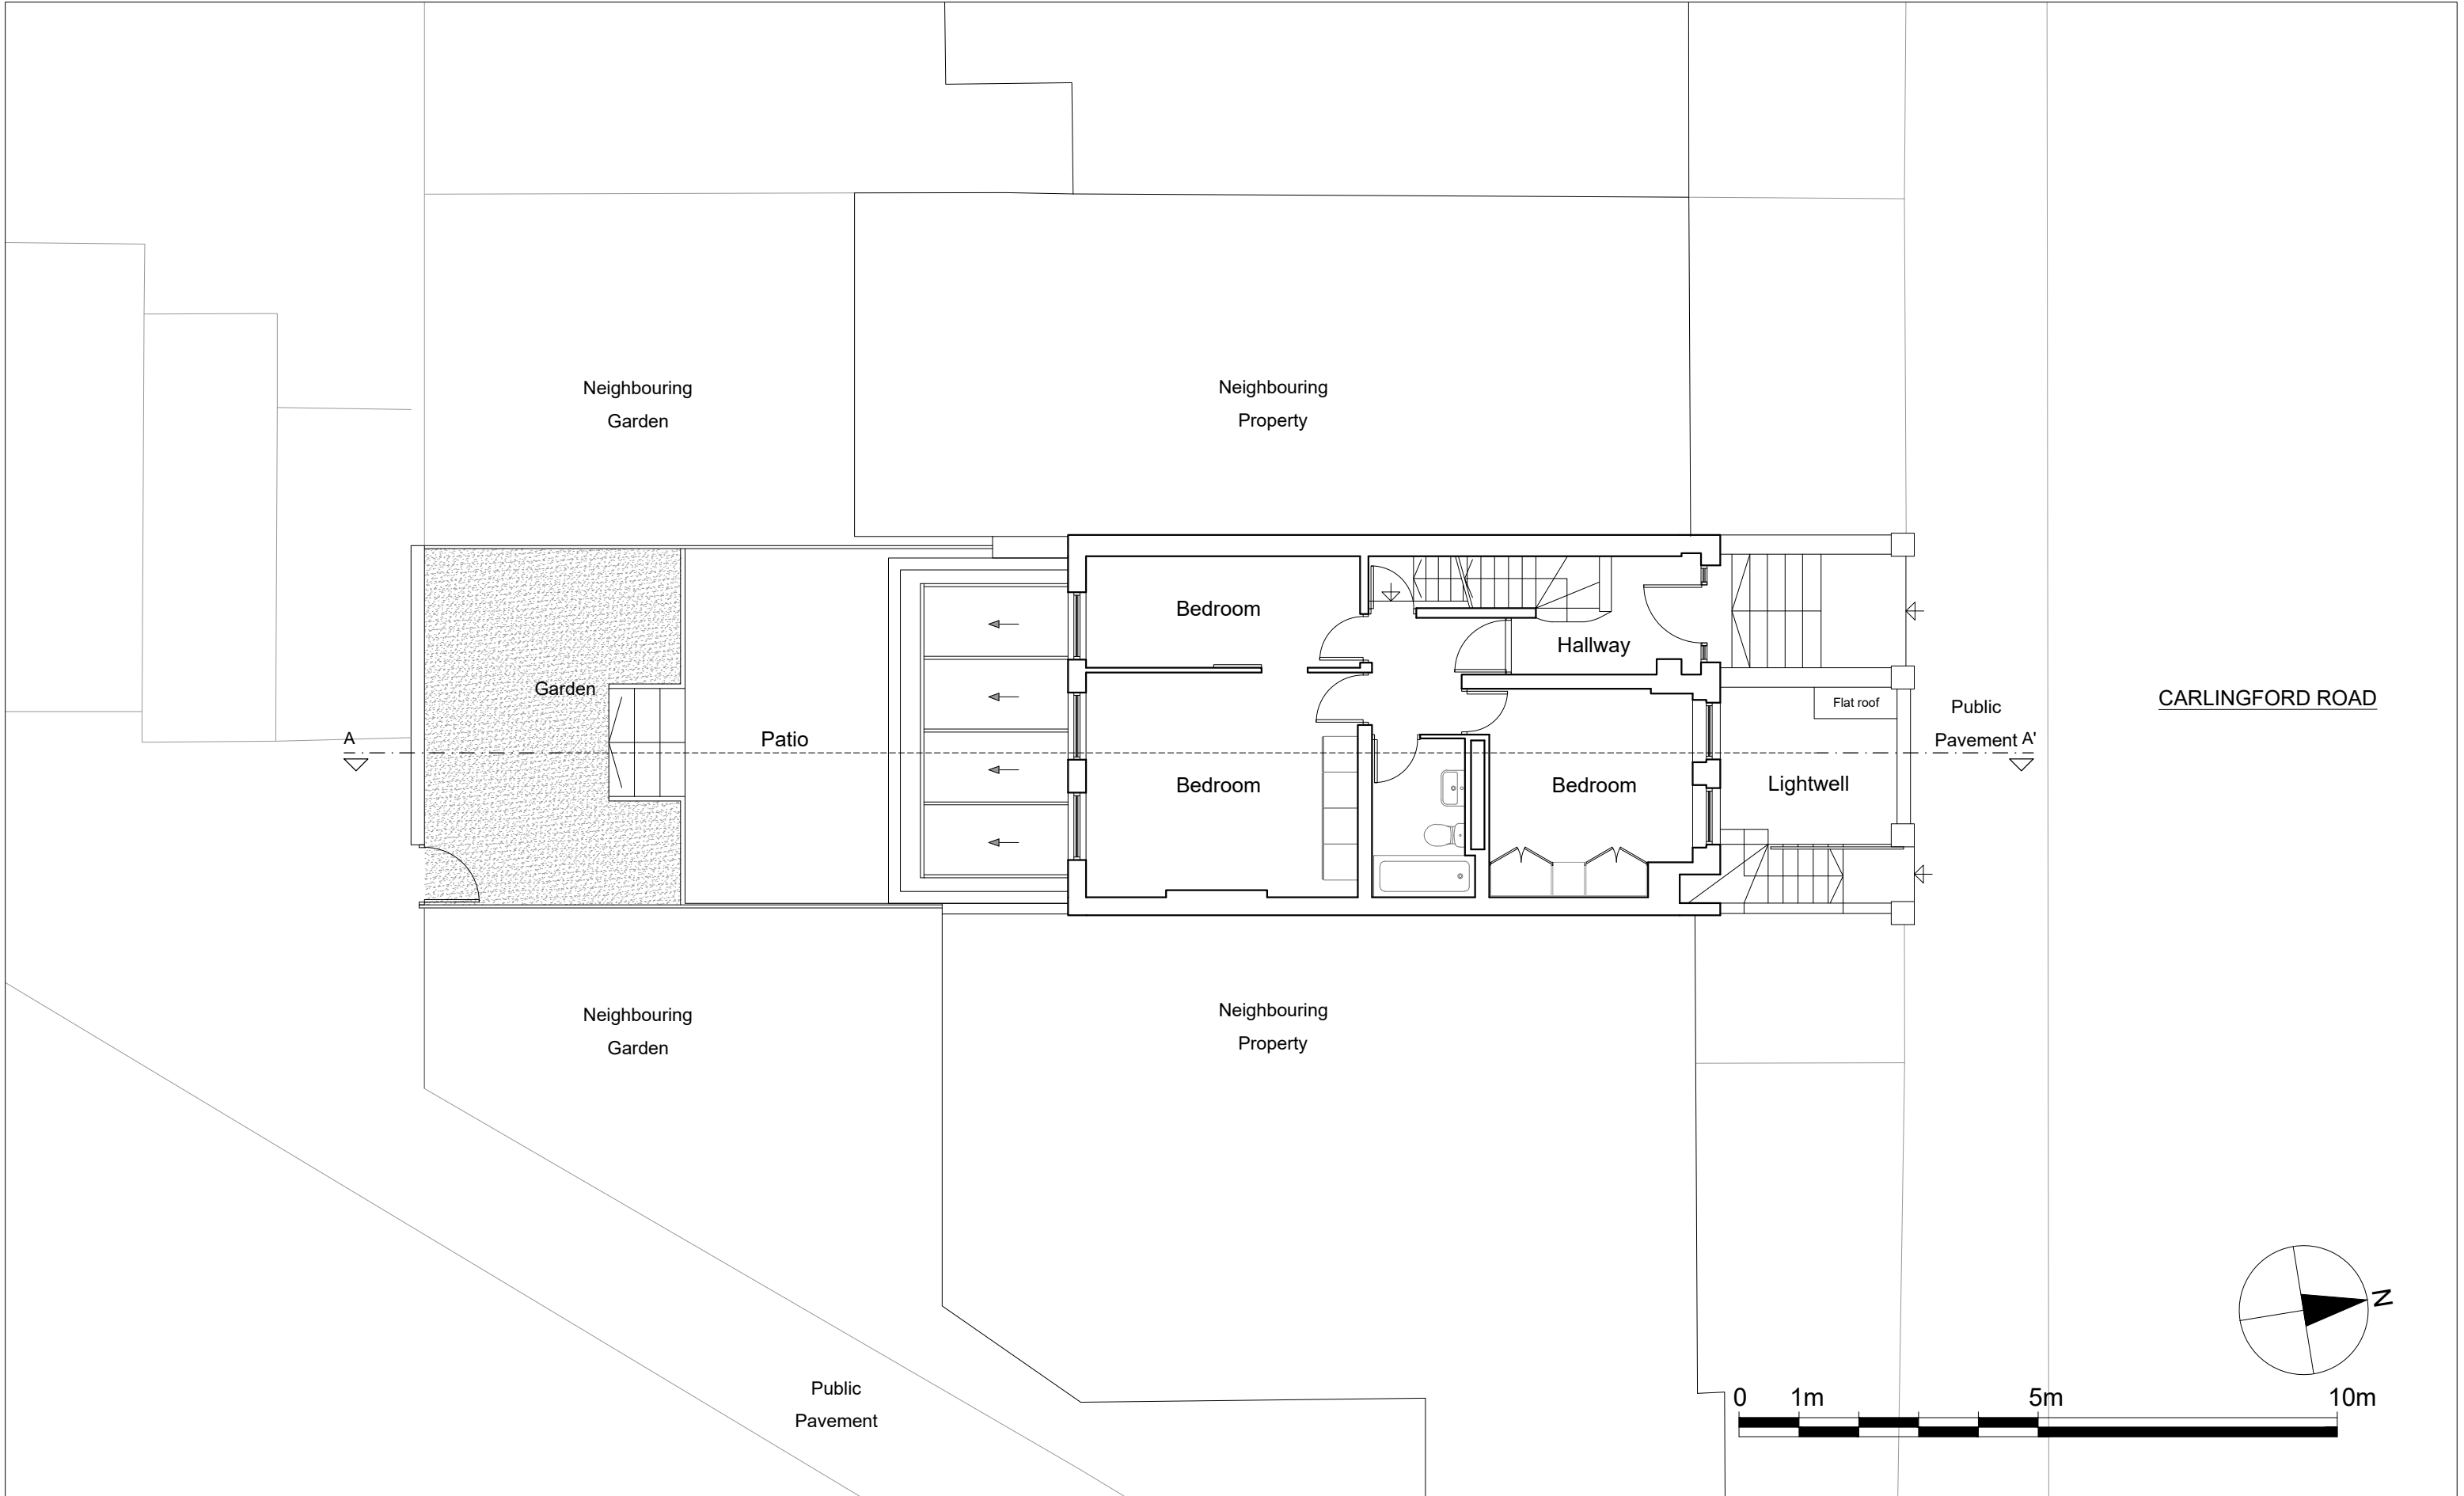 Neighbouring
Garden
Neighbouring
Property
Bedroom
Hallway
Garden
Patio
Bedroom
Bedroom
Flat roof
Lightwell
Public
Pavement
A
A'
CARLINGFORD ROAD
Neighbouring
Garden
Neighbouring
Property
Public
Pavement
N
0 1m 5m 10m